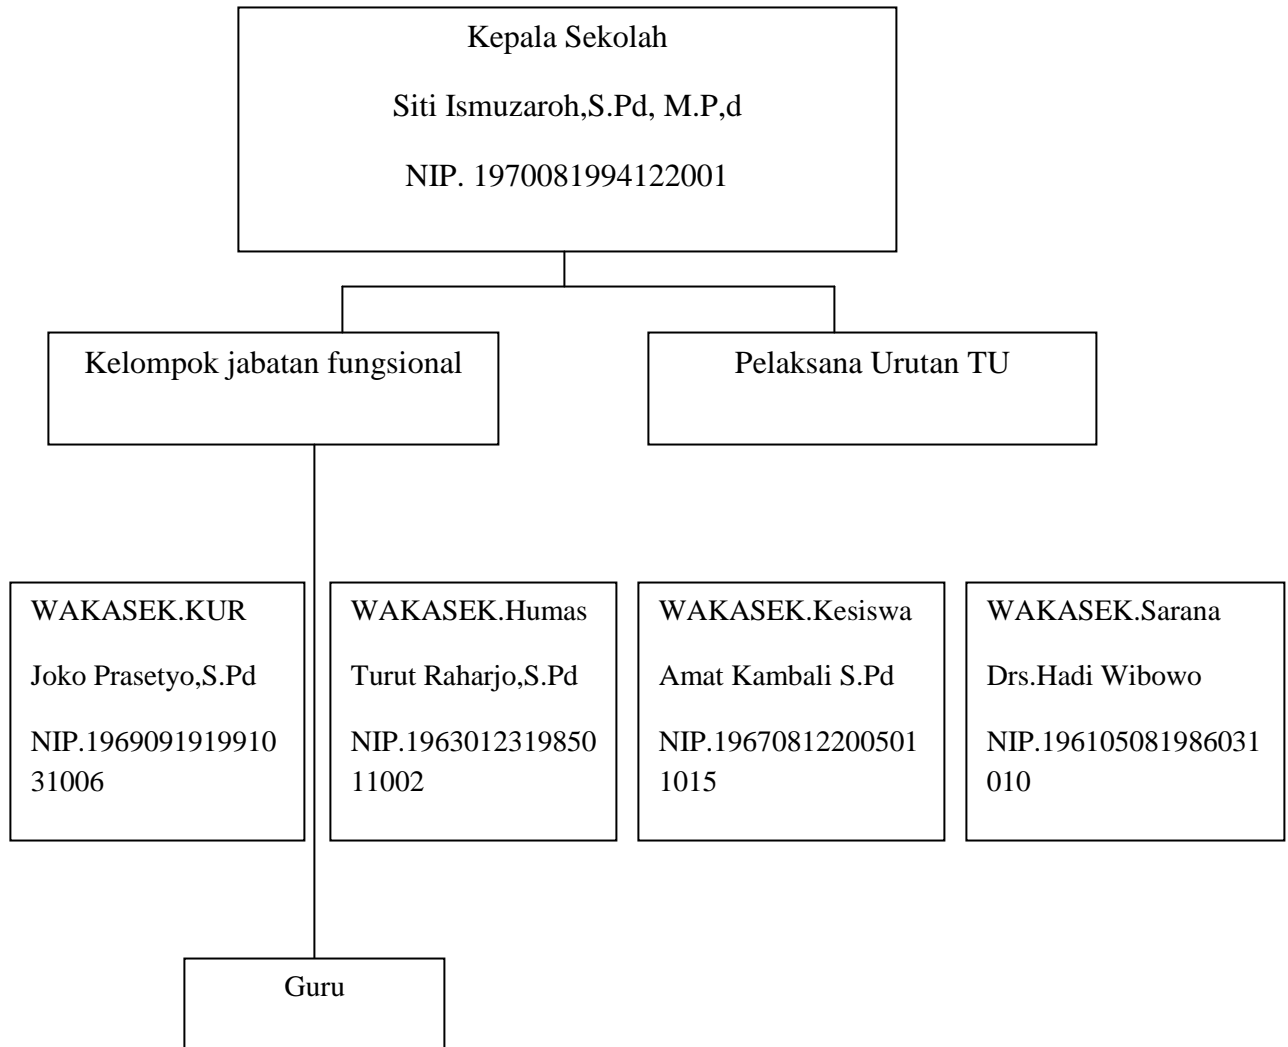 Kepala Sekolah
Siti Ismuzaroh,S.Pd, M.P,d
NIP. 1970081994122001
Kelompok jabatan fungsional
Pelaksana Urutan TU
WAKASEK.KUR
Joko Prasetyo,S.Pd
NIP.1969091919910
31006
WAKASEK.Humas
Turut Raharjo,S.Pd
NIP.1963012319850
11002
WAKASEK.Kesiswa
Amat Kambali S.Pd
NIP.19670812200501
1015
WAKASEK.Sarana
Drs.Hadi Wibowo
NIP.196105081986031
010
Guru